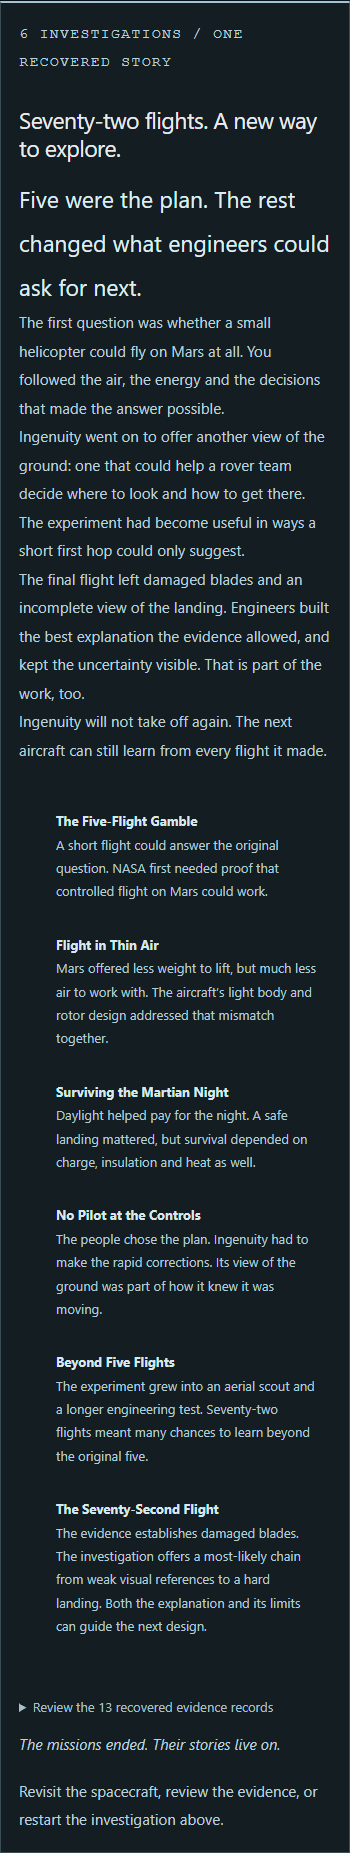 6 INVESTIGATIONS / ONE
RECOVERED STORY
Seventy-two flights. A new way
to explore.
Five were the plan. The rest
changed what engineers could
ask for next.
The first question was whether a small
helicopter could fly on Mars at all. You
followed the air, the energy and the decisions
that made the answer possible.
Ingenuity went on to offer another view of the
ground: one that could help a rover team
decide where to look and how to get there.
The experiment had become useful in ways a
short first hop could only suggest.
The final flight left damaged blades and an
incomplete view of the landing. Engineers built
the best explanation the evidence allowed, and
kept the uncertainty visible. That is part of the
work, too.
Ingenuity will not take off again. The next
aircraft can still learn from every flight it made.
The Five-Flight Gamble
A short flight could answer the original
question. NASA first needed proof that
controlled flight on Mars could work.
Flight in Thin Air
Mars offered less weight to lift, but much less
air to work with. The aircraft's light body and
rotor design addressed that mismatch
together.
Surviving the Martian Night
Daylight helped pay for the night. A safe
landing mattered, but survival depended on
charge, insulation and heat as well.
No Pilot at the Controls
The people chose the plan. Ingenuity had to
make the rapid corrections. Its view of the
ground was part of how it knew it was
moving.
Beyond Five Flights
The experiment grew into an aerial scout and
a longer engineering test. Seventy-two
flights meant many chances to learn beyond
the original five.
The Seventy-Second Flight
The evidence establishes damaged blades.
The investigation offers a most-likely chain
from weak visual references to a hard
landing. Both the explanation and its limits
can guide the next design.
▶ Review the 13 recovered evidence records
The missions ended. Their stories live on.
Revisit the spacecraft, review the evidence, or
restart the investigation above.